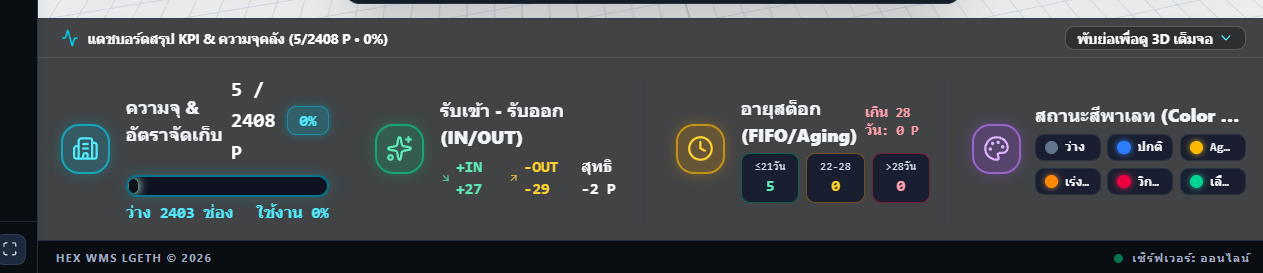 แดชบอร์ดสรุป KPI & ความจุคลัง (5/2408 P • 0%)
พับย่อเพื่อดู 3D เต็มจอ
ความจุ &
อัตราจัดเก็บ
5 /
2408
P
0%
ว่าง 2403 ช่อง
ใช้งาน 0%
รับเข้า - รับออก
(IN/OUT)
+IN
+27
-OUT
-29
สุทธิ
-2 P
อายุสต็อก
(FIFO/Aging)
เกิน 28
วัน: 0 P
≤21วัน
5
22-28
0
>28วัน
0
สถานะสีพาเลท (Color ...
ว่าง
ปกติ
Ag...
เร่ง...
วิก...
เลื...
HEX WMS LGETH © 2026
เซิร์ฟเวอร์: ออนไลน์